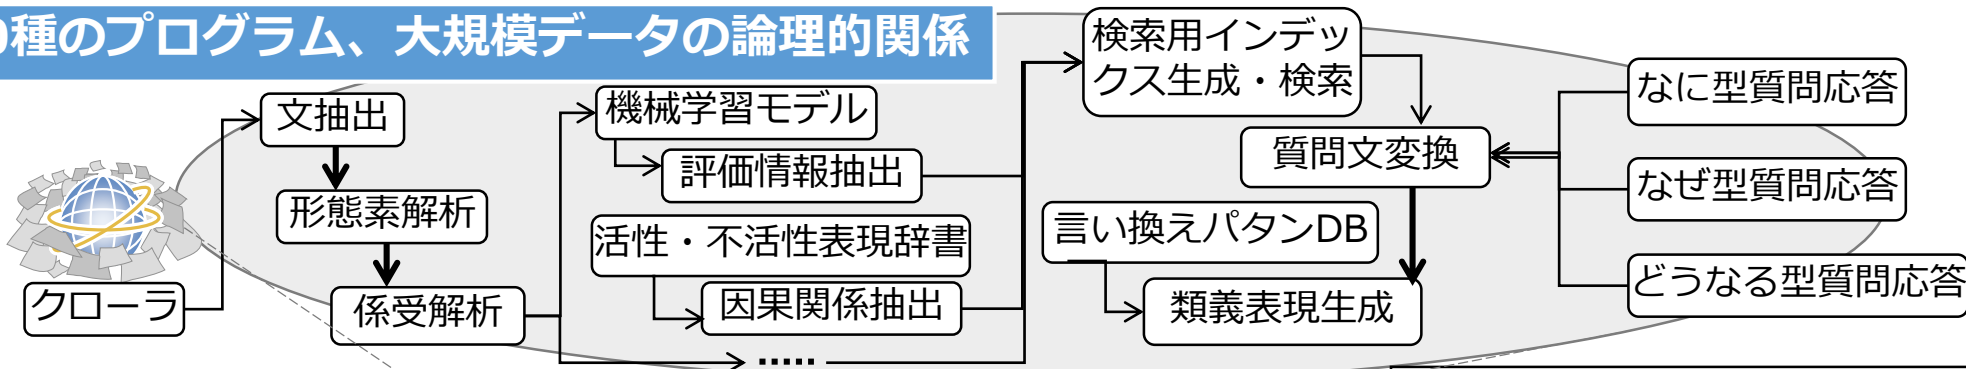 種のプログラム、大規模データの論理的関係
検索用インデッ
クス生成・検索
なに型質問応答
文抽出
機械学習モデル
質問文変換
評価情報抽出
なぜ型質問応答
形態素解析
活性・不活性表現辞書
言い換えパタンDB
クローラ
係受解析
因果関係抽出
類義表現生成
どうなる型質問応答
·····